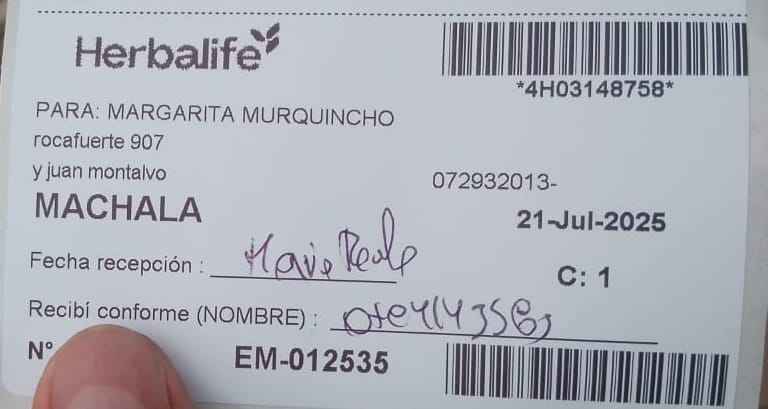 Herbalife
*4H03148758*
PARA: MARGARITA MURQUINCHO
rocafuerte 907
y juan montalvo
072932013-
MACHALA
21-Jul-2025
Fecha recepción :
C: 1
Recibí conforme (NOMBRE) :
N°
EM-012535